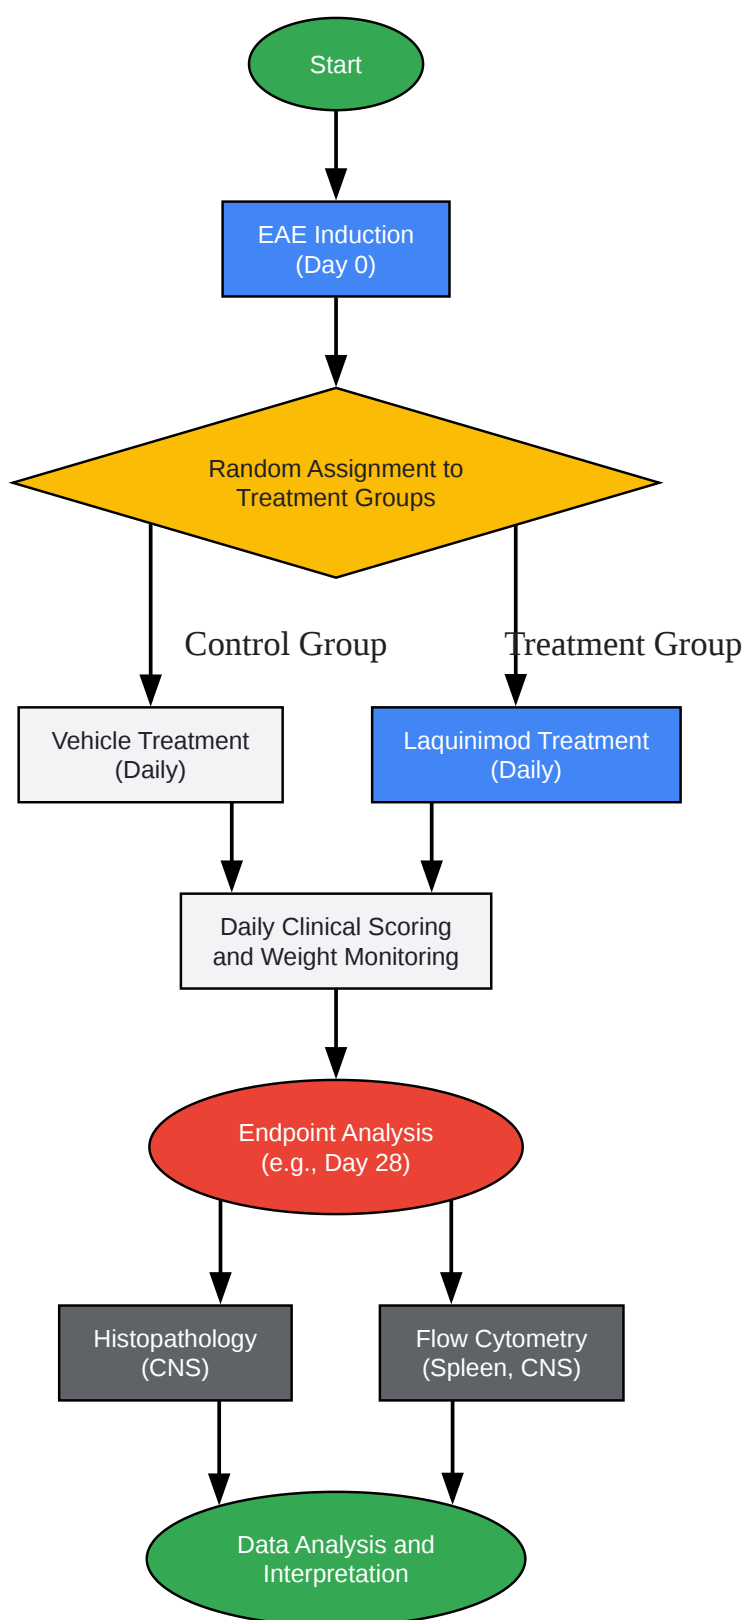 Start
EAE Induction
(Day 0)
Random Assignment to
Treatment Groups
Control Group
Treatment Group
Vehicle Treatment
(Daily)
Laquinimod Treatment
(Daily)
Daily Clinical Scoring
and Weight Monitoring
Endpoint Analysis
(e.g., Day 28)
Histopathology
(CNS)
Flow Cytometry
(Spleen, CNS)
Data Analysis and
Interpretation